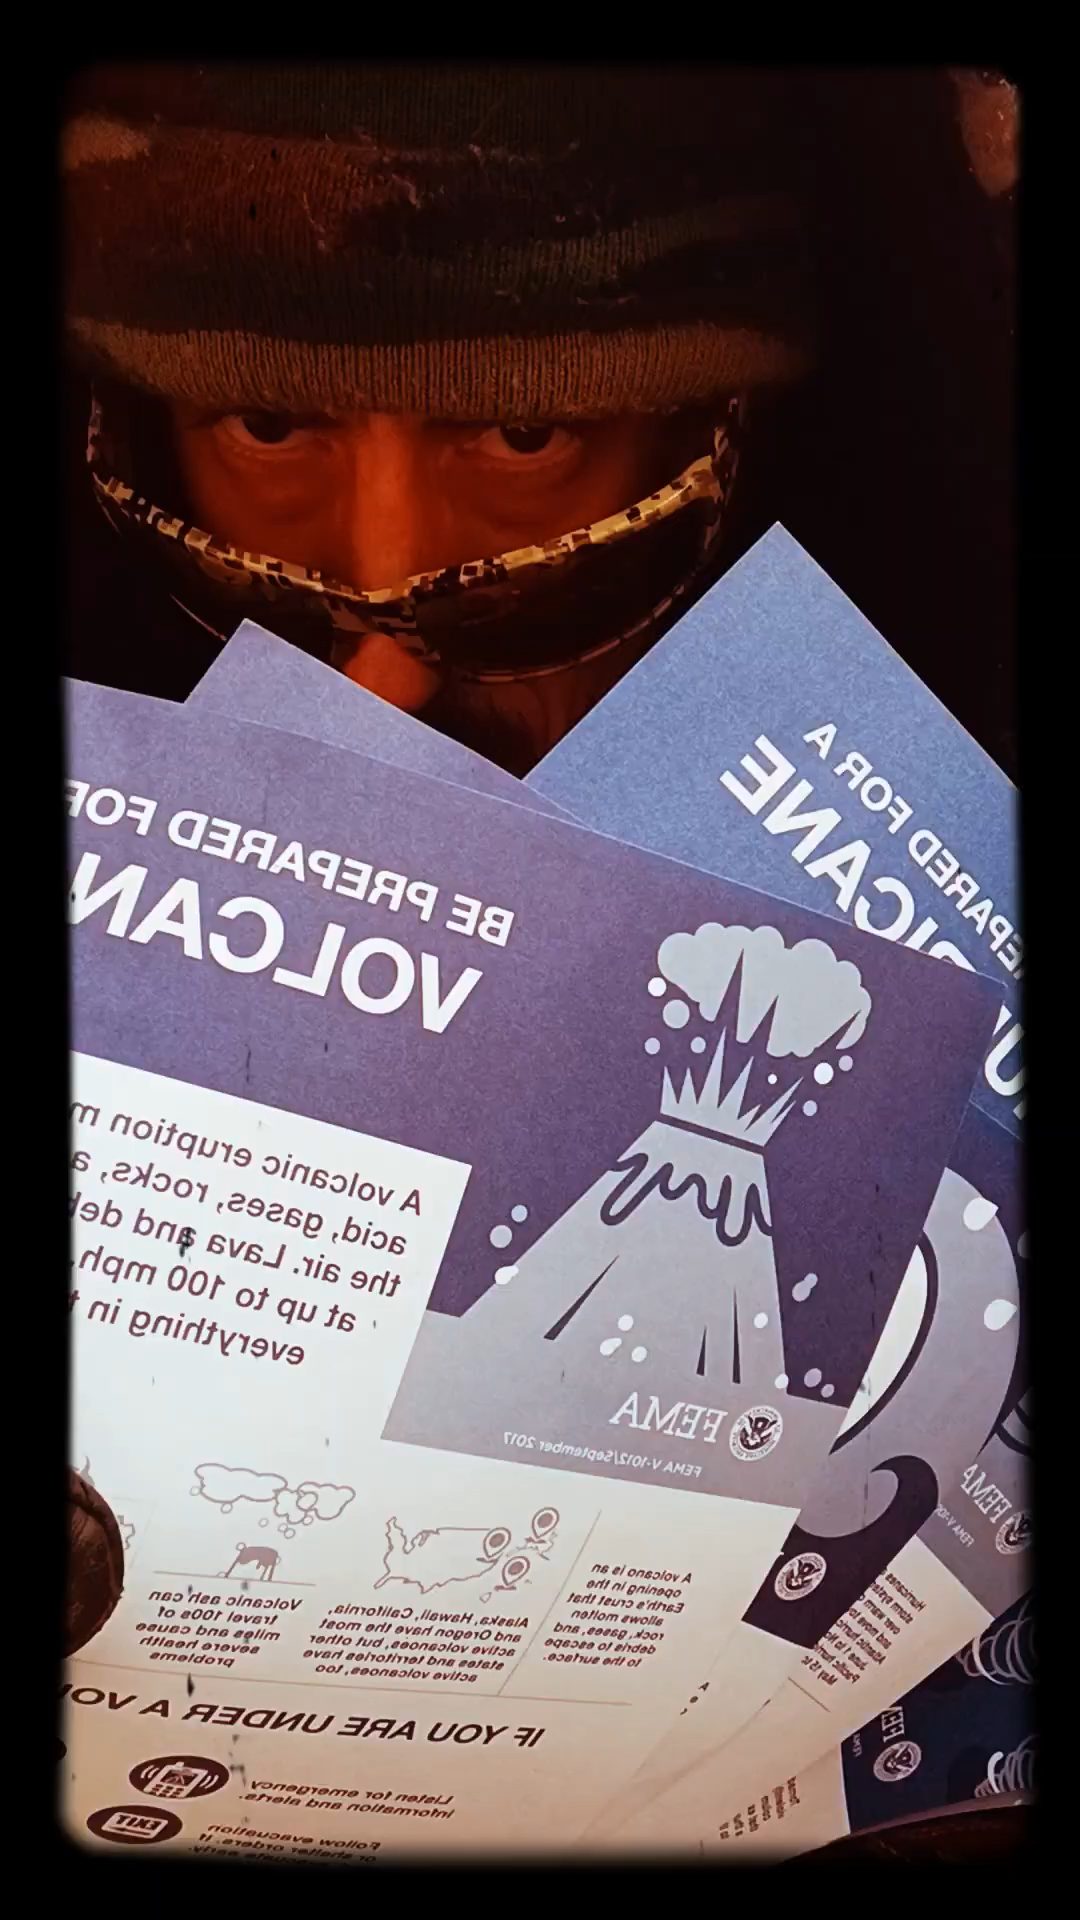 BE PREPARED FOR
VOLCAN
A volcanic eruption m
acid, gases, rocks, a
the air. Lava and deb
at up to 100 mph,
everything in t
FEMA
FEMA V-1012/September 2017
A volcano is an
opening in the
Earth's crust that
allows molten
rock, gases, and
debris to escape
to the surface.
Alaska, Hawaii, California,
and Oregon have the most
active volcanoes, but other
states and territories have
active volcanoes, too
Volcanic ash can
travel 100s of
miles and cause
severe health
problems
IF YOU ARE UNDER A VO
Listen for emergency
information and alerts.
Follow evacuation
or shelter orders. If
EXIT
EPARED FOR A
RICANE
FEMA
Hurricanes